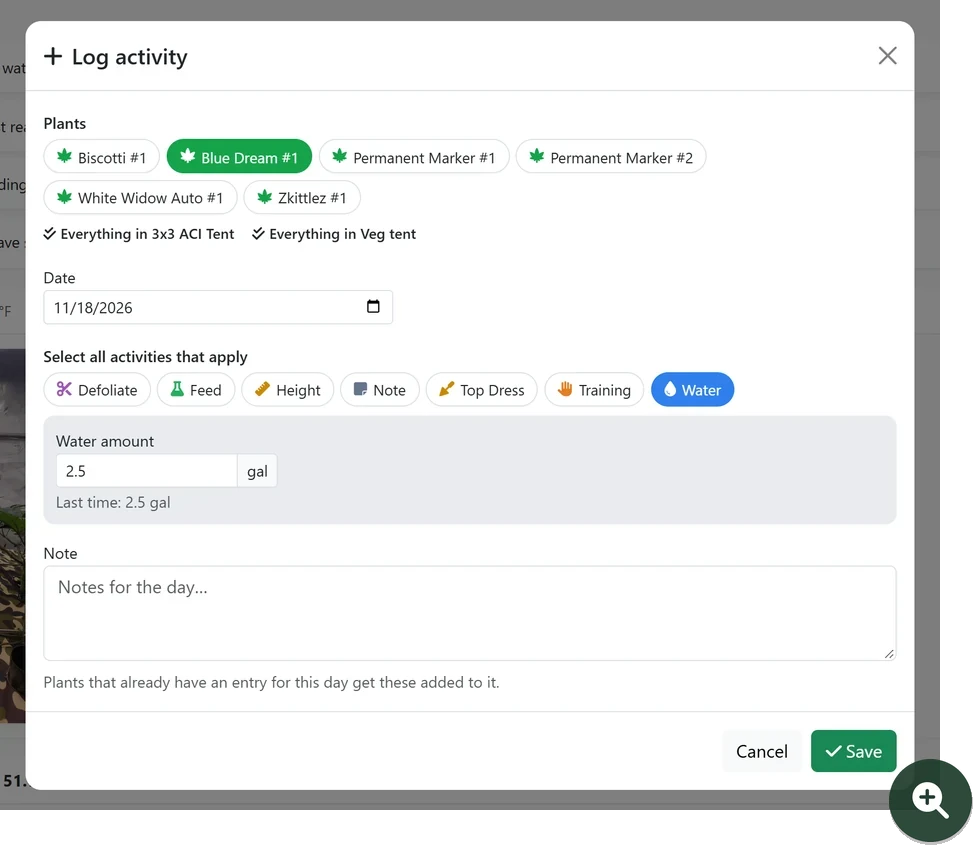 Log activity
Plants
Biscotti #1
Blue Dream #1
Permanent Marker #1
Permanent Marker #2
White Widow Auto #1
Zkittlez #1
Everything in 3x3 ACI Tent
Everything in Veg tent
Date
11/18/2026
Select all activities that apply
Defoliate
Feed
Height
Note
Top Dress
Training
Water
Water amount
2.5 gal
Last time: 2.5 gal
Note
Notes for the day...
Plants that already have an entry for this day get these added to it.
Cancel
Save
°F
51.